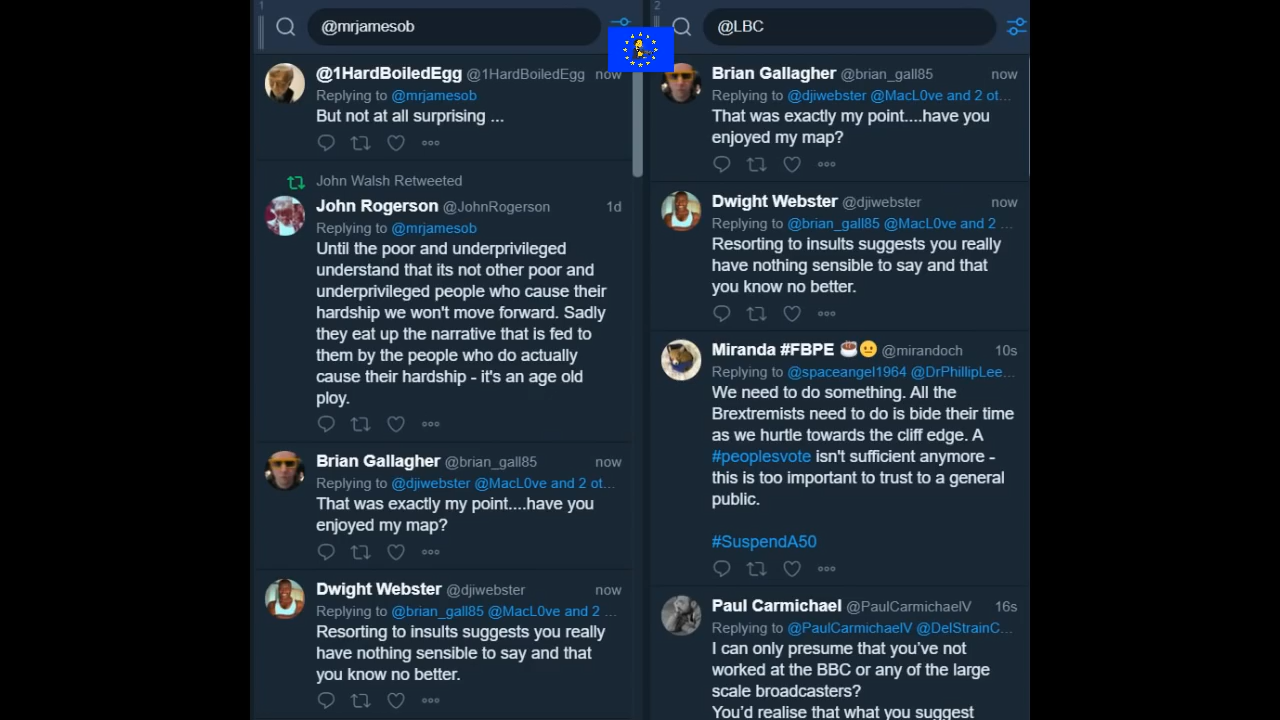 1
@mrjamesob
@1HardBoiledEgg @1HardBoiledEgg now
Replying to @mrjamesob
But not at all surprising ...
John Walsh Retweeted
John Rogerson @JohnRogerson 1d
Replying to @mrjamesob
Until the poor and underprivileged
understand that its not other poor and
underprivileged people who cause their
hardship we won't move forward. Sadly
they eat up the narrative that is fed to
them by the people who do actually
cause their hardship - it's an age old
ploy.
Brian Gallagher @brian_gall85 now
Replying to @djiwebster @MacL0ve and 2 ot...
That was exactly my point....have you
enjoyed my map?
Dwight Webster @djiwebster now
Replying to @brian_gall85 @MacL0ve and 2 ...
Resorting to insults suggests you really
have nothing sensible to say and that
you know no better.
2
@LBC
Brian Gallagher @brian_gall85 now
Replying to @djiwebster @MacL0ve and 2 ot...
That was exactly my point....have you
enjoyed my map?
Dwight Webster @djiwebster now
Replying to @brian_gall85 @MacL0ve and 2 ...
Resorting to insults suggests you really
have nothing sensible to say and that
you know no better.
Miranda #FBPE ☕😐 @mirandoch 10s
Replying to @spaceangel1964 @DrPhillipLee...
We need to do something. All the
Brextremists need to do is bide their time
as we hurtle towards the cliff edge. A
#peoplesvote isn't sufficient anymore -
this is too important to trust to a general
public.
#SuspendA50
Paul Carmichael @PaulCarmichaelV 16s
Replying to @PaulCarmichaelV @DelStrainC...
I can only presume that you've not
worked at the BBC or any of the large
scale broadcasters?
You'd realise that what you suggest